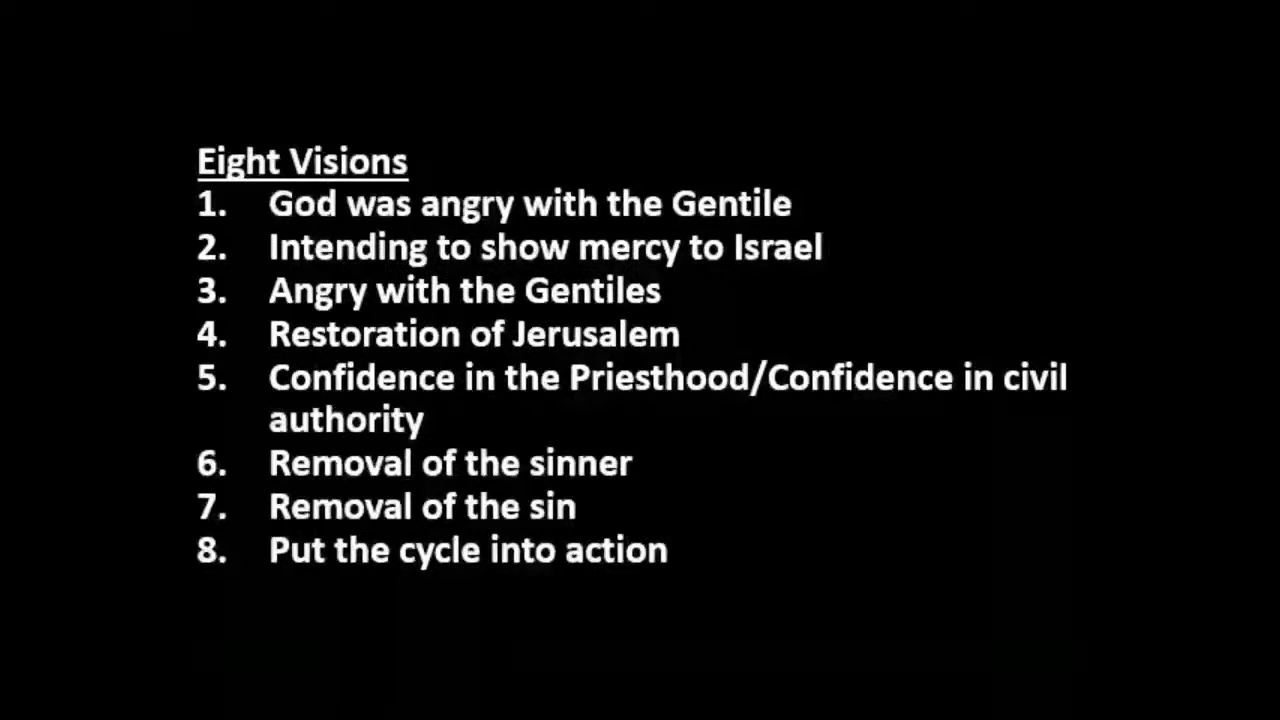 Eight Visions
1. God was angry with the Gentile
2. Intending to show mercy to Israel
3. Angry with the Gentiles
4. Restoration of Jerusalem
5. Confidence in the Priesthood/Confidence in civil
authority
6. Removal of the sinner
7. Removal of the sin
8. Put the cycle into action